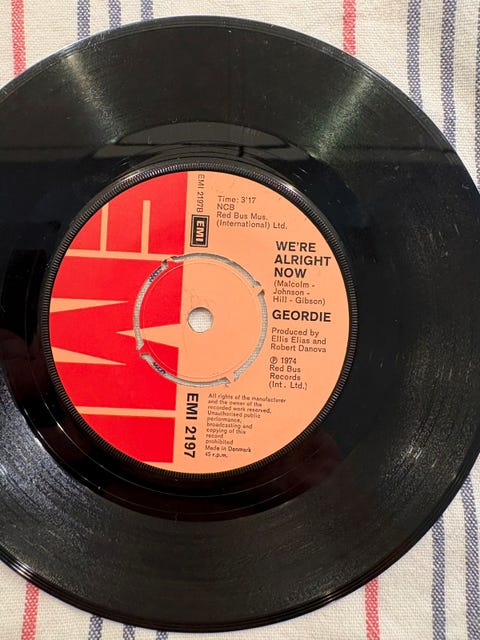 EMI
EMI 2197B
EMI
Time: 3'17
NCB
Red Bus Mus.
(International) Ltd.
WE'RE
ALRIGHT
NOW
(Malcolm -
Johnson -
Hill - Gibson)
GEORDIE
Produced by
Ellis Elias and
Robert Danova
℗ 1974
Red Bus
Records
(Int. Ltd.)
EMI 2197
All rights of the manufacturer
and the owner of the
recorded work reserved.
Unauthorised public
performance,
broadcasting and
copying of this
record
prohibited
Made in Denmark
45 r.p.m.